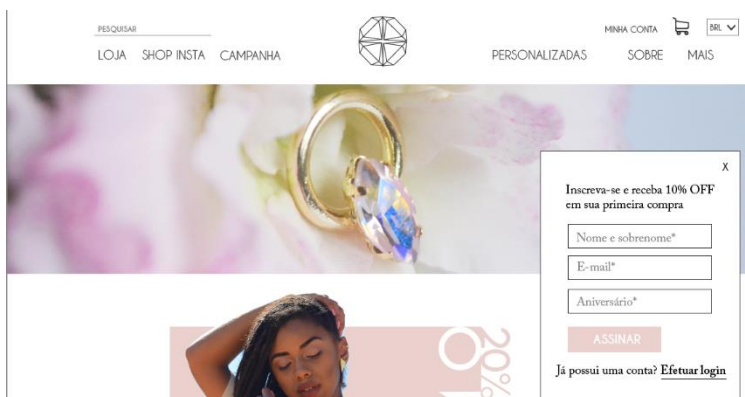 PESQUISAR
MINHA CONTA
BRL
LOJA SHOP INSTA CAMPANHA
PERSONALIZADAS SOBRE MAIS
X
Inscreva-se e receba 10% OFF
em sua primeira compra
Nome e sobrenome*
E-mail*
Aniversário*
ASSINAR
Já possui uma conta? Efetuar login
20%